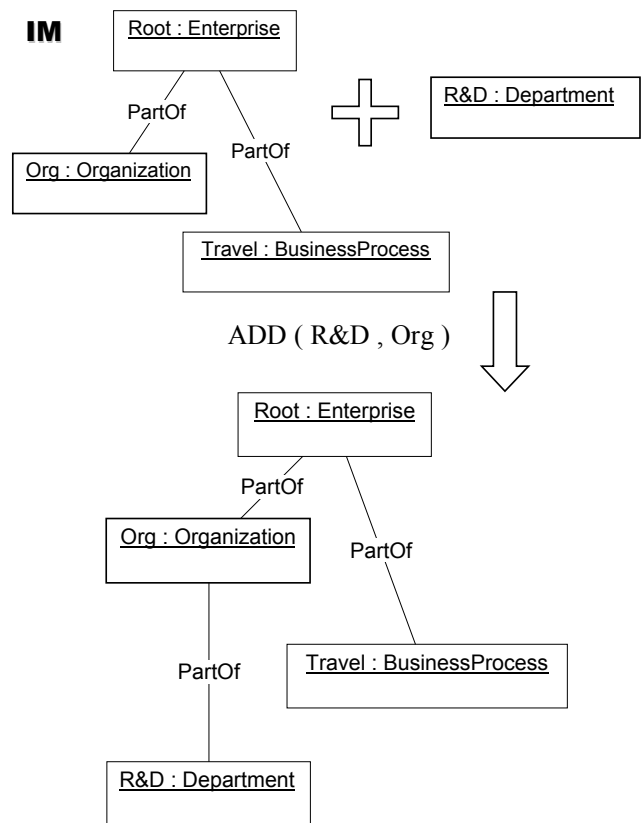 IM
Root : Enterprise
R&D : Department
PartOf
PartOf
Org : Organization
Travel : BusinessProcess
ADD ( R&D , Org )
Root : Enterprise
PartOf
Org : Organization
PartOf
Travel : BusinessProcess
PartOf
R&D : Department